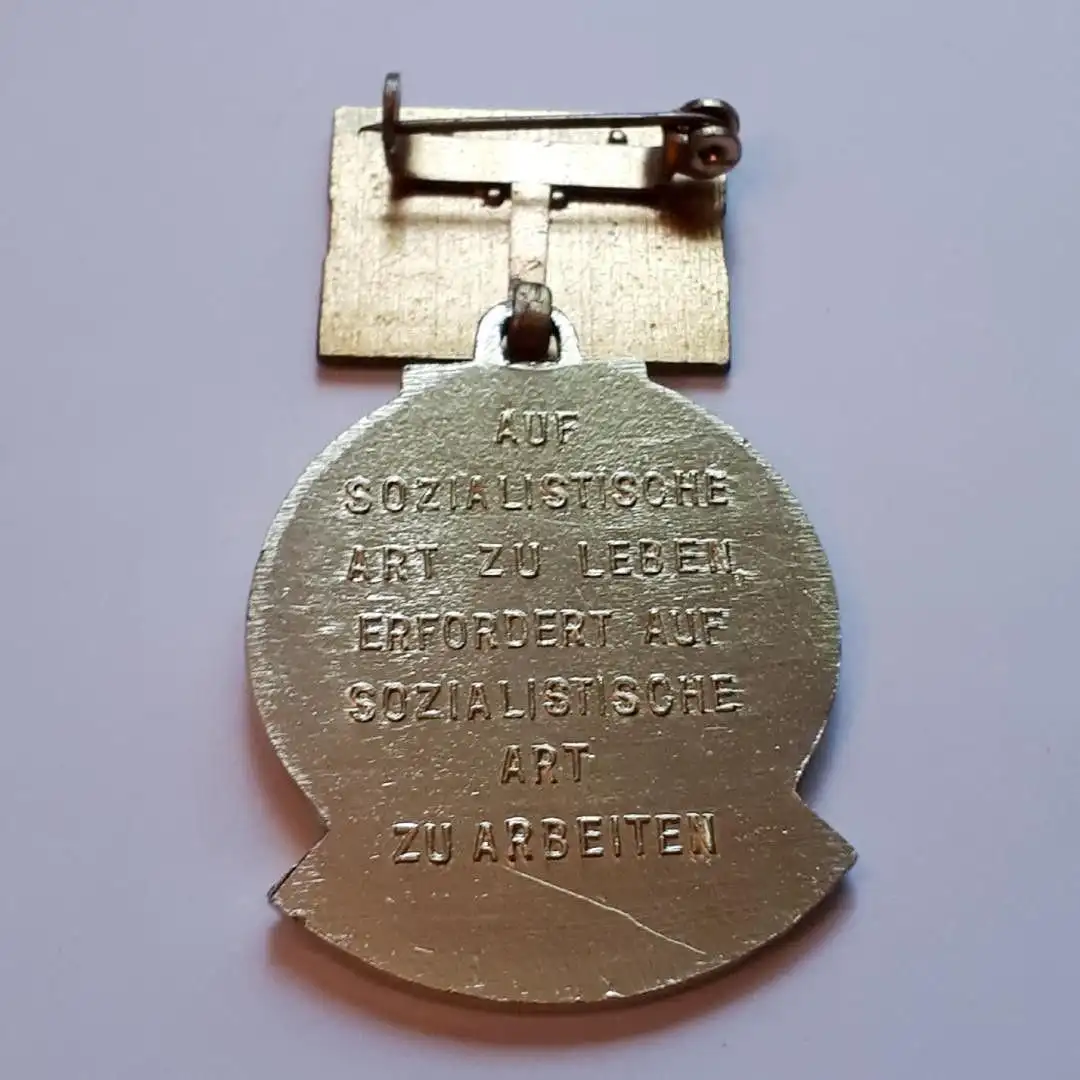 AUF
SOZIALISTISCHE
ART ZU LEBEN
ERFORDERT AUF
SOZIALISTISCHE
ART
ZU ARBEITEN